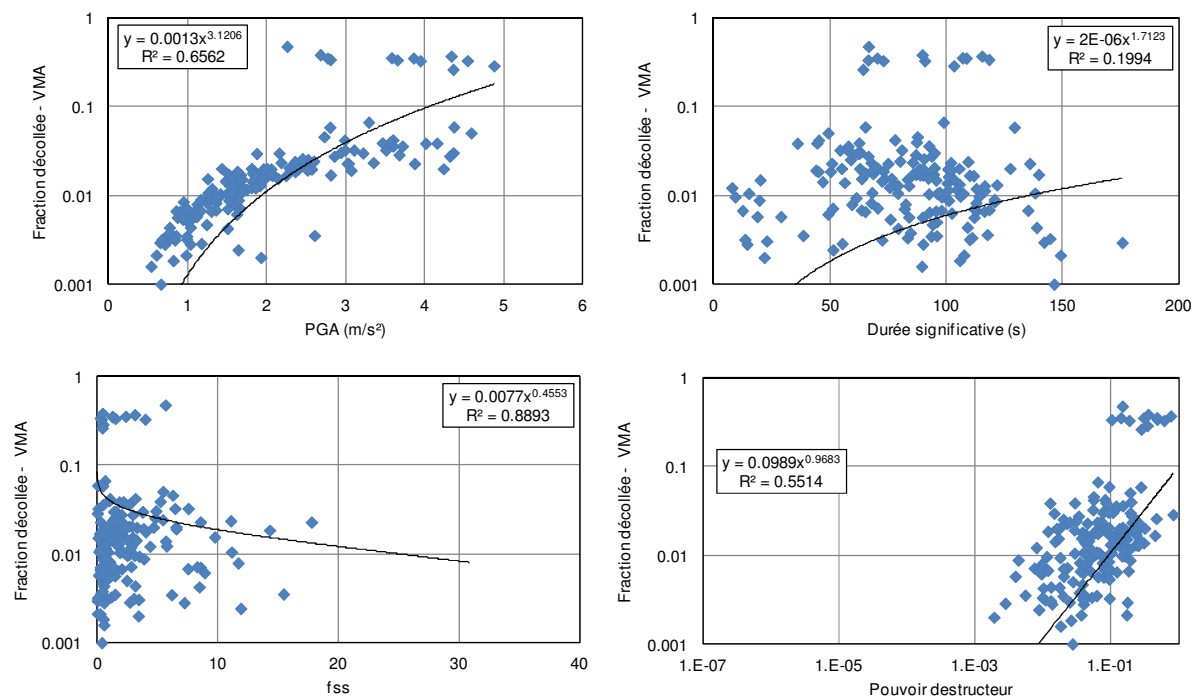 1
y = 0.0013x^3.1206
R² = 0.6562
0.1
0.01
0.001
0 1 2 3 4 5 6
Fraction décollée - VMA
PGA (m/s²)
1
y = 2E-06x^1.7123
R² = 0.1994
0.1
0.01
0.001
0 50 100 150 200
Fraction décollée - VMA
Durée significative (s)
1
y = 0.0077x^0.4553
R² = 0.8893
0.1
0.01
0.001
0 10 20 30 40
Fraction décollée - VMA
fss
1
0.1
y = 0.0989x^0.9683
R² = 0.5514
0.01
0.001
1.E-07 1.E-05 1.E-03 1.E-01
Fraction décollée - VMA
Pouvoir destructeur